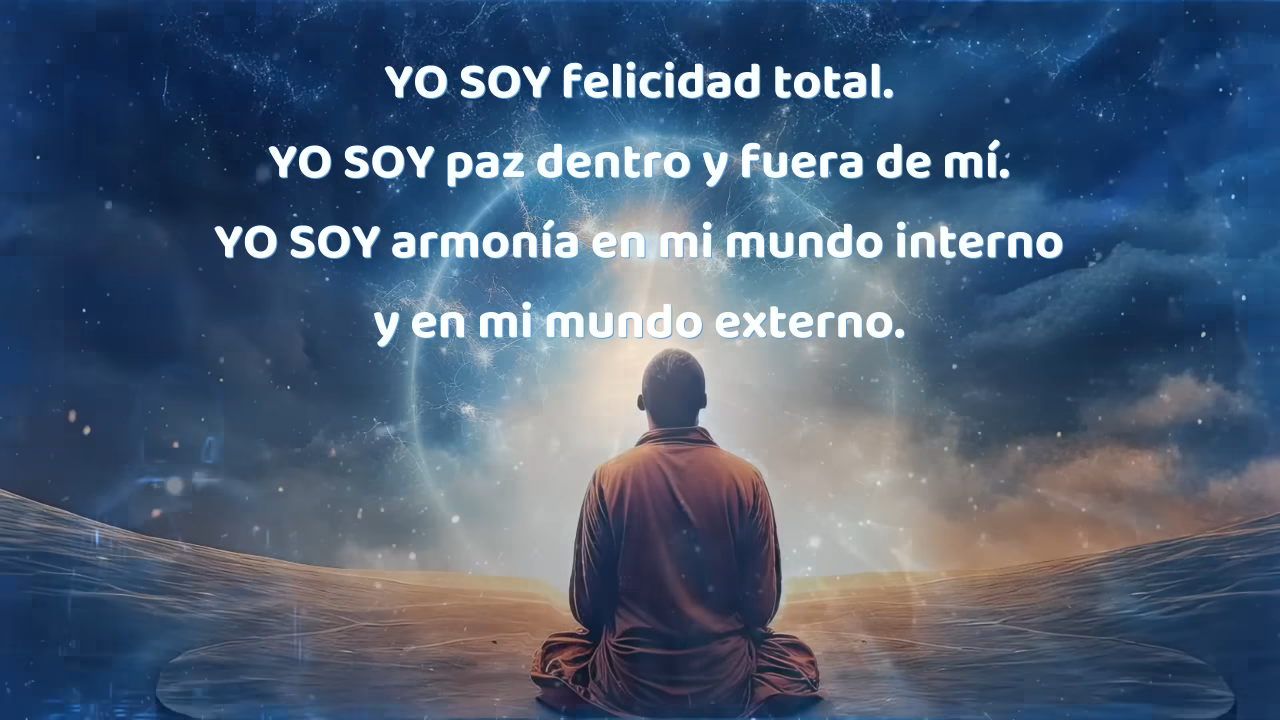 YO SOY felicidad total.
YO SOY paz dentro y fuera de mí.
YO SOY armonía en mi mundo interno
y en mi mundo externo.